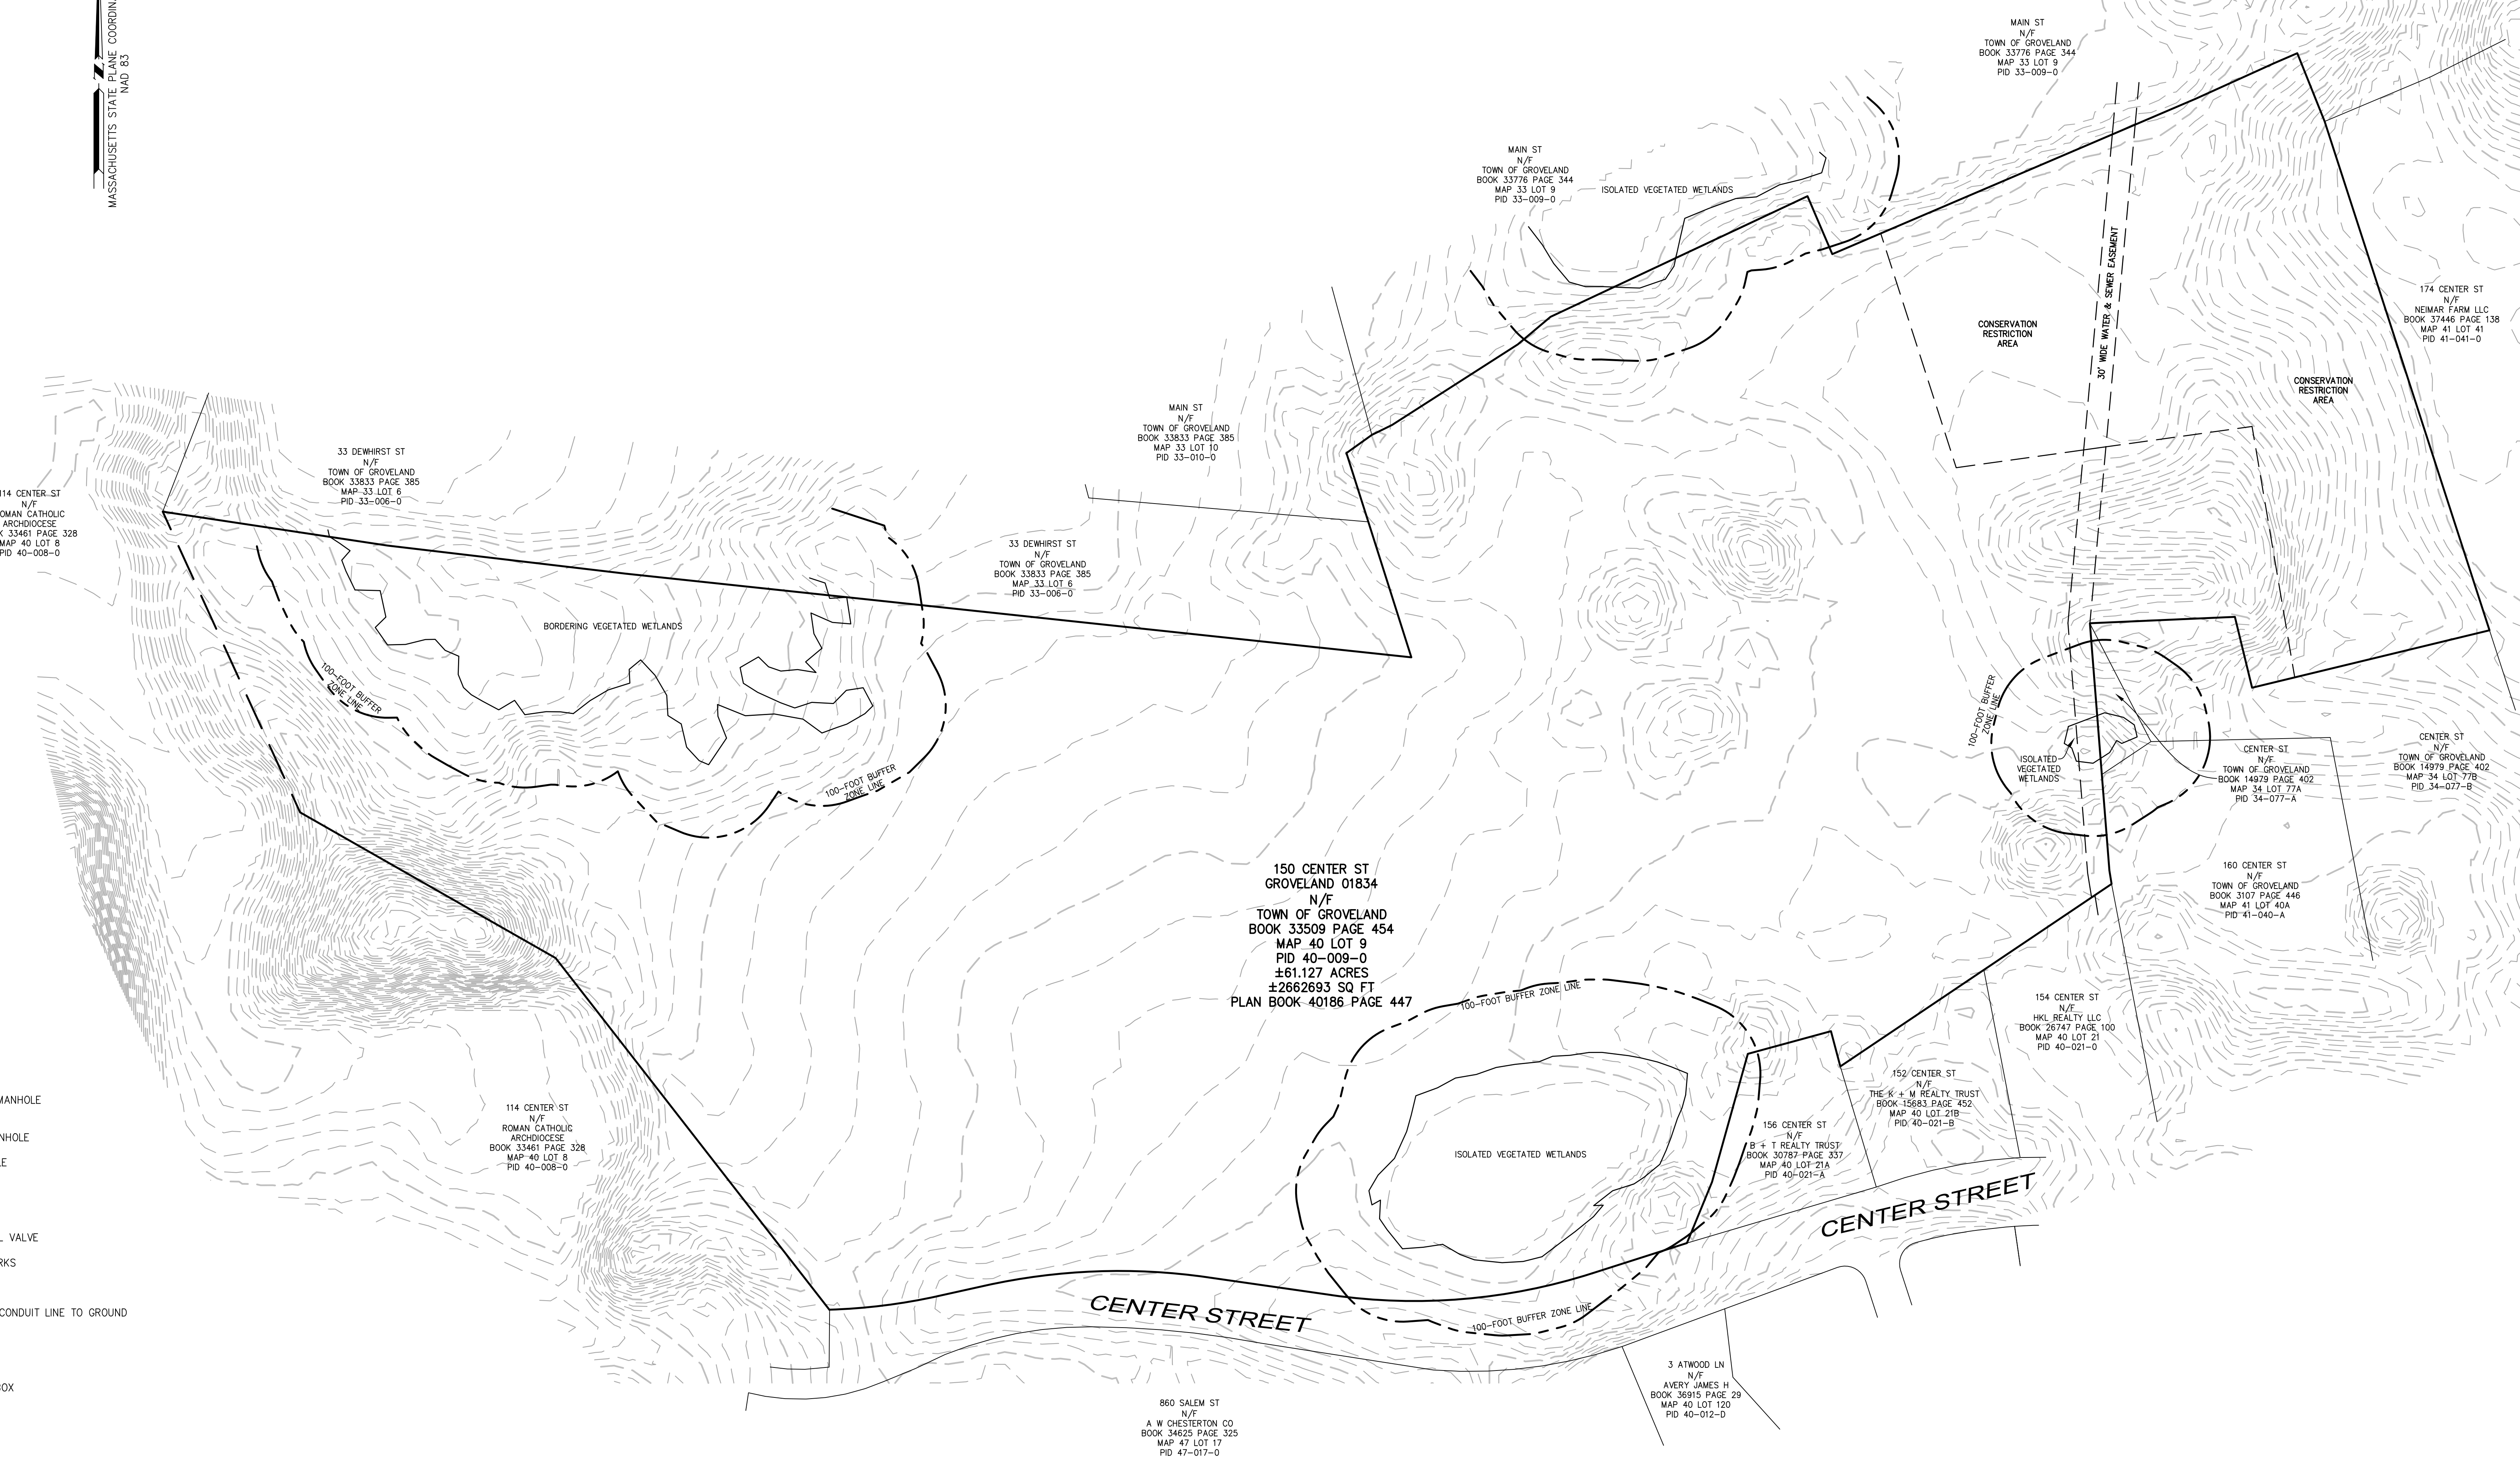 MASSACHUSETTS STATE PLANE
NAD 83
MAIN ST
N/F
TOWN OF GROVELAND
BOOK 33776 PAGE 344
MAP 33 LOT 9
PID 33-009-0
MAIN ST
N/F
TOWN OF GROVELAND
BOOK 33776 PAGE 344
MAP 33 LOT 9
PID 33-009-0
ISOLATED VEGETATED WETLANDS
30' WIDE WATER & SEWER EASEMENT
174 CENTER ST
N/F
NEIMAR FARM LLC
BOOK 37446 PAGE 138
MAP 41 LOT 41
PID 41-041-0
CONSERVATION
RESTRICTION
AREA
CONSERVATION
RESTRICTION
AREA
MAIN ST
N/F
TOWN OF GROVELAND
BOOK 33833 PAGE 385
MAP 33 LOT 10
PID 33-010-0
33 DEWHIRST ST
N/F
TOWN OF GROVELAND
BOOK 33833 PAGE 385
MAP 33 LOT 6
PID 33-006-0
114 CENTER ST
N/F
OMAN CATHOLIC
ARCHDIOCESE
K 33461 PAGE 328
MAP 40 LOT 8
PID 40-008-0
33 DEWHIRST ST
N/F
TOWN OF GROVELAND
BOOK 33833 PAGE 385
MAP 33 LOT 6
PID 33-006-0
BORDERING VEGETATED WETLANDS
100-FOOT BUFFER
ZONE LINE
100-FOOT BUFFER
ZONE LINE
100-FOOT BUFFER
ZONE LINE
ISOLATED
VEGETATED
WETLANDS
CENTER ST
N/F
TOWN OF GROVELAND
BOOK 14979 PAGE 402
MAP 34 LOT 77A
PID 34-077-A
CENTER ST
N/F
TOWN OF GROVELAND
BOOK 14979 PAGE 402
MAP 34 LOT 77B
PID 34-077-B
150 CENTER ST
GROVELAND 01834
N/F
TOWN OF GROVELAND
BOOK 33509 PAGE 454
MAP 40 LOT 9
PID 40-009-0
±61.127 ACRES
±2662693 SQ FT
PLAN BOOK 40186 PAGE 447
160 CENTER ST
N/F
TOWN OF GROVELAND
BOOK 3107 PAGE 446
MAP 41 LOT 40A
PID 41-040-A
100-FOOT BUFFER ZONE LINE
154 CENTER ST
N/F
HKL REALTY LLC
BOOK 26747 PAGE 100
MAP 40 LOT 21
PID 40-021-0
152 CENTER ST
N/F
THE K + M REALTY TRUST
BOOK 15683 PAGE 452
MAP 40 LOT 21B
PID 40-021-B
156 CENTER ST
N/F
B + T REALTY TRUST
BOOK 30787 PAGE 337
MAP 40 LOT 21A
PID 40-021-A
ISOLATED VEGETATED WETLANDS
114 CENTER ST
N/F
ROMAN CATHOLIC
ARCHDIOCESE
BOOK 33461 PAGE 328
MAP 40 LOT 8
PID 40-008-0
MANHOLE
VALVE
CONDUIT LINE TO GROUND
CENTER STREET
CENTER STREET
100-FOOT BUFFER ZONE LINE
3 ATWOOD LN
N/F
AVERY JAMES H
BOOK 36915 PAGE 29
MAP 40 LOT 120
PID 40-012-D
860 SALEM ST
N/F
A W CHESTERTON CO
BOOK 34625 PAGE 325
MAP 47 LOT 17
PID 47-017-0